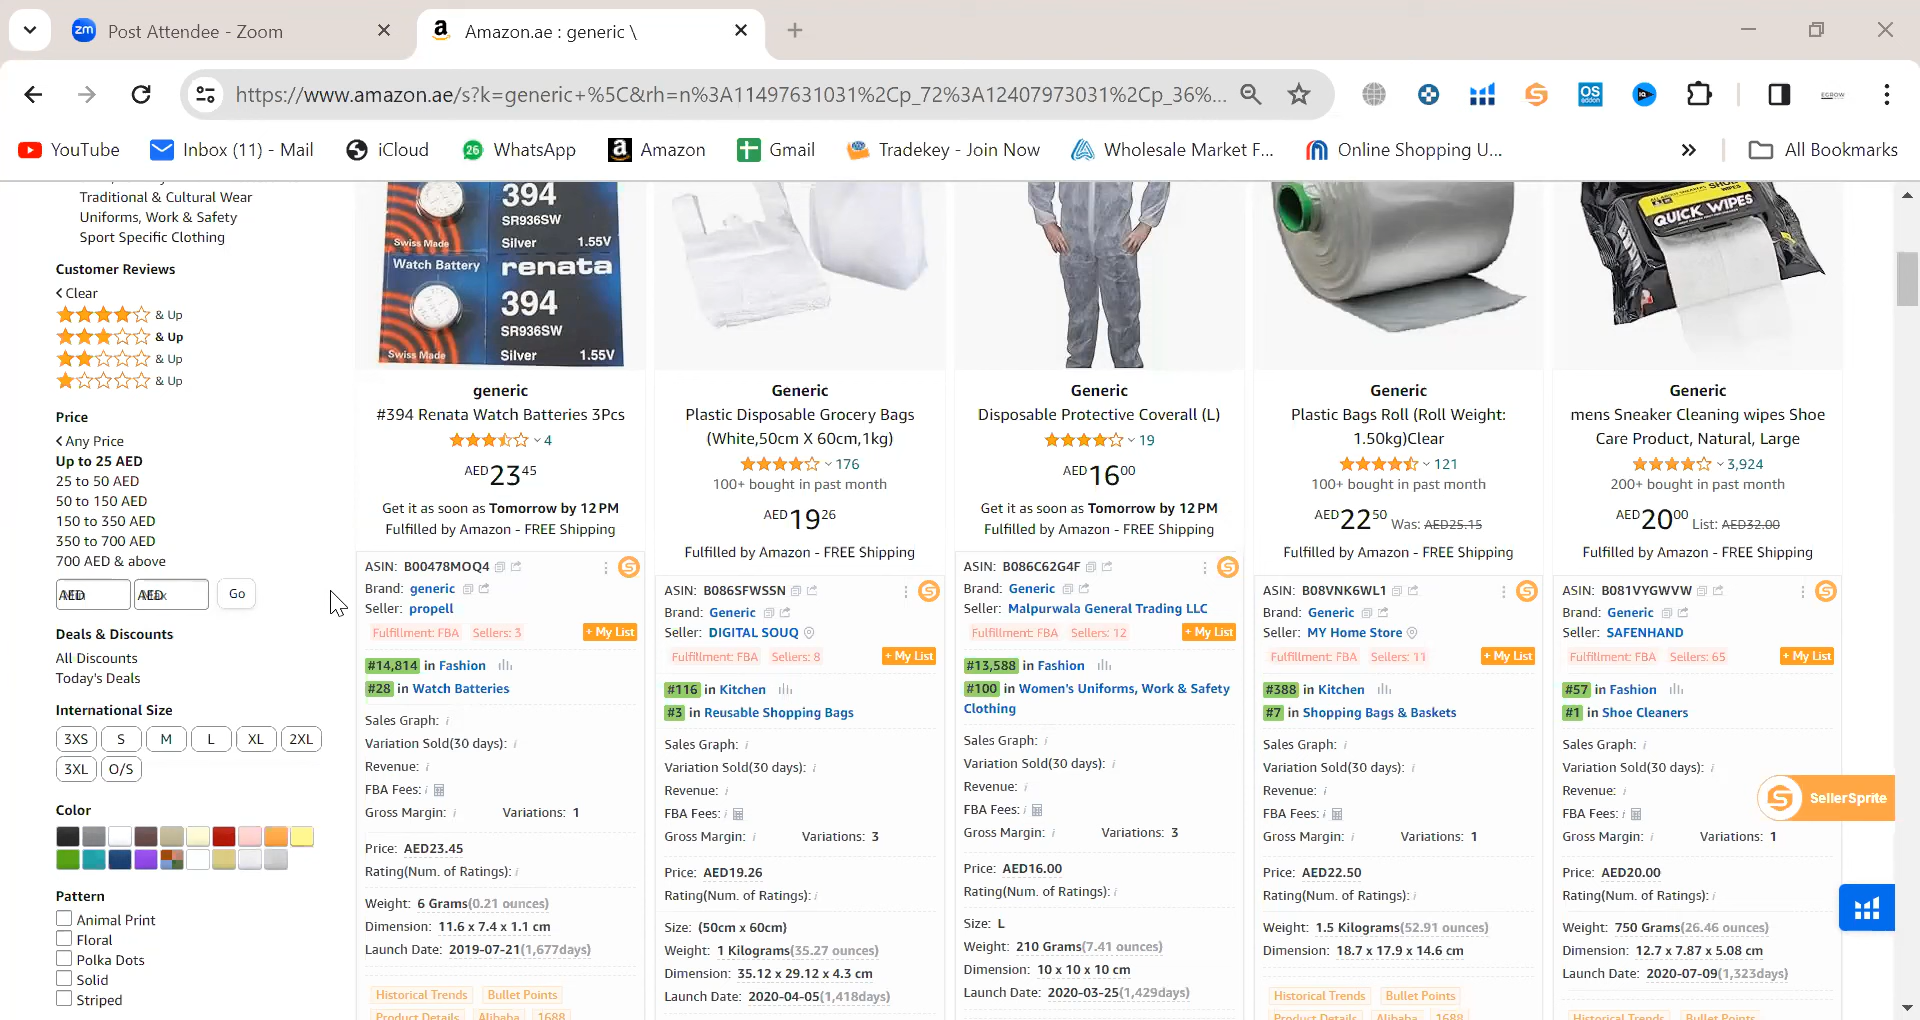 Post Attendee - Zoom
Amazon.ae : generic \
https://www.amazon.ae/s?k=generic+%5C&rh=n%3A11497631031%2Cp_72%3A12407973031%2Cp_36%...
YouTube
Inbox (11) - Mail
iCloud
26
WhatsApp
Amazon
Gmail
Tradekey - Join Now
Wholesale Market F...
Online Shopping U...
All Bookmarks
Traditional & Cultural Wear
Uniforms, Work & Safety
Sport Specific Clothing
Customer Reviews
Clear
& Up
& Up
& Up
& Up
Price
Any Price
Up to 25 AED
25 to 50 AED
50 to 150 AED
150 to 350 AED
350 to 700 AED
700 AED & above
Go
Deals & Discounts
All Discounts
Today's Deals
International Size
3XS S M L XL 2XL
3XL O/S
Color
Pattern
Animal Print
Floral
Polka Dots
Solid
Striped
394
SR936SW
Swiss Made
Silver 1.55V
Watch Battery
renata
394
SR936SW
Swiss Made
Silver 1.55V
generic
#394 Renata Watch Batteries 3Pcs
4
AED23.45
Get it as soon as Tomorrow by 12 PM
Fulfilled by Amazon - FREE Shipping
ASIN: B00478MOQ4
Brand: generic
Seller: propell
Fulfillment: FBA Sellers: 3 + My List
#14,814 in Fashion
#28 in Watch Batteries
Sales Graph:
Variation Sold(30 days):
Revenue:
FBA Fees:
Gross Margin: Variations: 1
Price: AED23.45
Rating(Num. of Ratings):
Weight: 6 Grams(0.21 ounces)
Dimension: 11.6 x 7.4 x 1.1 cm
Launch Date: 2019-07-21(1,677days)
Historical Trends Bullet Points
Product Details Alibaba 1688
Generic
Plastic Disposable Grocery Bags
(White,50cm X 60cm,1kg)
176
100+ bought in past month
AED19.26
Fulfilled by Amazon - FREE Shipping
ASIN: B086SFWSSN
Brand: Generic
Seller: DIGITAL SOUQ
Fulfillment: FBA Sellers: 8 + My List
#116 in Kitchen
#3 in Reusable Shopping Bags
Sales Graph:
Variation Sold(30 days):
Revenue:
FBA Fees:
Gross Margin: Variations: 3
Price: AED19.26
Rating(Num. of Ratings):
Size: (50cm x 60cm)
Weight: 1 Kilograms(35.27 ounces)
Dimension: 35.12 x 29.12 x 4.3 cm
Launch Date: 2020-04-05(1,418days)
Generic
Disposable Protective Coverall (L)
19
AED16.00
Get it as soon as Tomorrow by 12 PM
Fulfilled by Amazon - FREE Shipping
ASIN: B086C62G4F
Brand: Generic
Seller: Malpurwala General Trading LLC
Fulfillment: FBA Sellers: 12 + My List
#13,588 in Fashion
#100 in Women's Uniforms, Work & Safety
Clothing
Sales Graph:
Variation Sold(30 days):
Revenue:
FBA Fees:
Gross Margin: Variations: 3
Price: AED16.00
Rating(Num. of Ratings):
Size: L
Weight: 210 Grams(7.41 ounces)
Dimension: 10 x 10 x 10 cm
Launch Date: 2020-03-25(1,429days)
Generic
Plastic Bags Roll (Roll Weight:
1.50kg)Clear
121
100+ bought in past month
AED22.50 Was: AED25.15
Fulfilled by Amazon - FREE Shipping
ASIN: B08VNK6WL1
Brand: Generic
Seller: MY Home Store
Fulfillment: FBA Sellers: 11 + My List
#388 in Kitchen
#7 in Shopping Bags & Baskets
Sales Graph:
Variation Sold(30 days):
Revenue:
FBA Fees:
Gross Margin: Variations: 1
Price: AED22.50
Rating(Num. of Ratings):
Weight: 1.5 Kilograms(52.91 ounces)
Dimension: 18.7 x 17.9 x 14.6 cm
Historical Trends Bullet Points
Product Details Alibaba 1688
QUICK WIPES
Generic
mens Sneaker Cleaning wipes Shoe
Care Product, Natural, Large
3,924
200+ bought in past month
AED20.00 List: AED32.00
Fulfilled by Amazon - FREE Shipping
ASIN: B081VYGWVW
Brand: Generic
Seller: SAFENHAND
Fulfillment: FBA Sellers: 65 + My List
#57 in Fashion
#1 in Shoe Cleaners
Sales Graph:
Variation Sold(30 days):
Revenue:
FBA Fees:
Gross Margin: Variations: 1
Price: AED20.00
Rating(Num. of Ratings):
Weight: 750 Grams(26.46 ounces)
Dimension: 12.7 x 7.87 x 5.08 cm
Launch Date: 2020-07-09(1,323days)
Historical Trends Bullet Points
SellerSprite